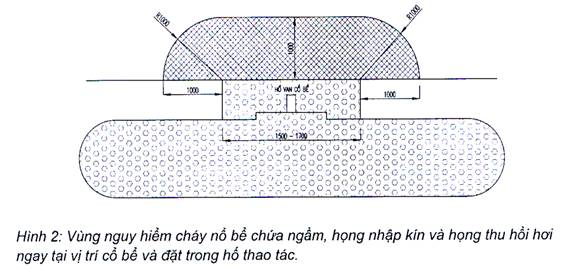 R1000
R1000
1000
HỐ VAN CỔ BỂ
1000
1000
1500 - 1700
Hình 2: Vùng nguy hiểm cháy nổ bể chứa ngầm, họng nhập kín và họng thu hồi hơi
ngay tại vị trí cổ bể và đặt trong hố thao tác.